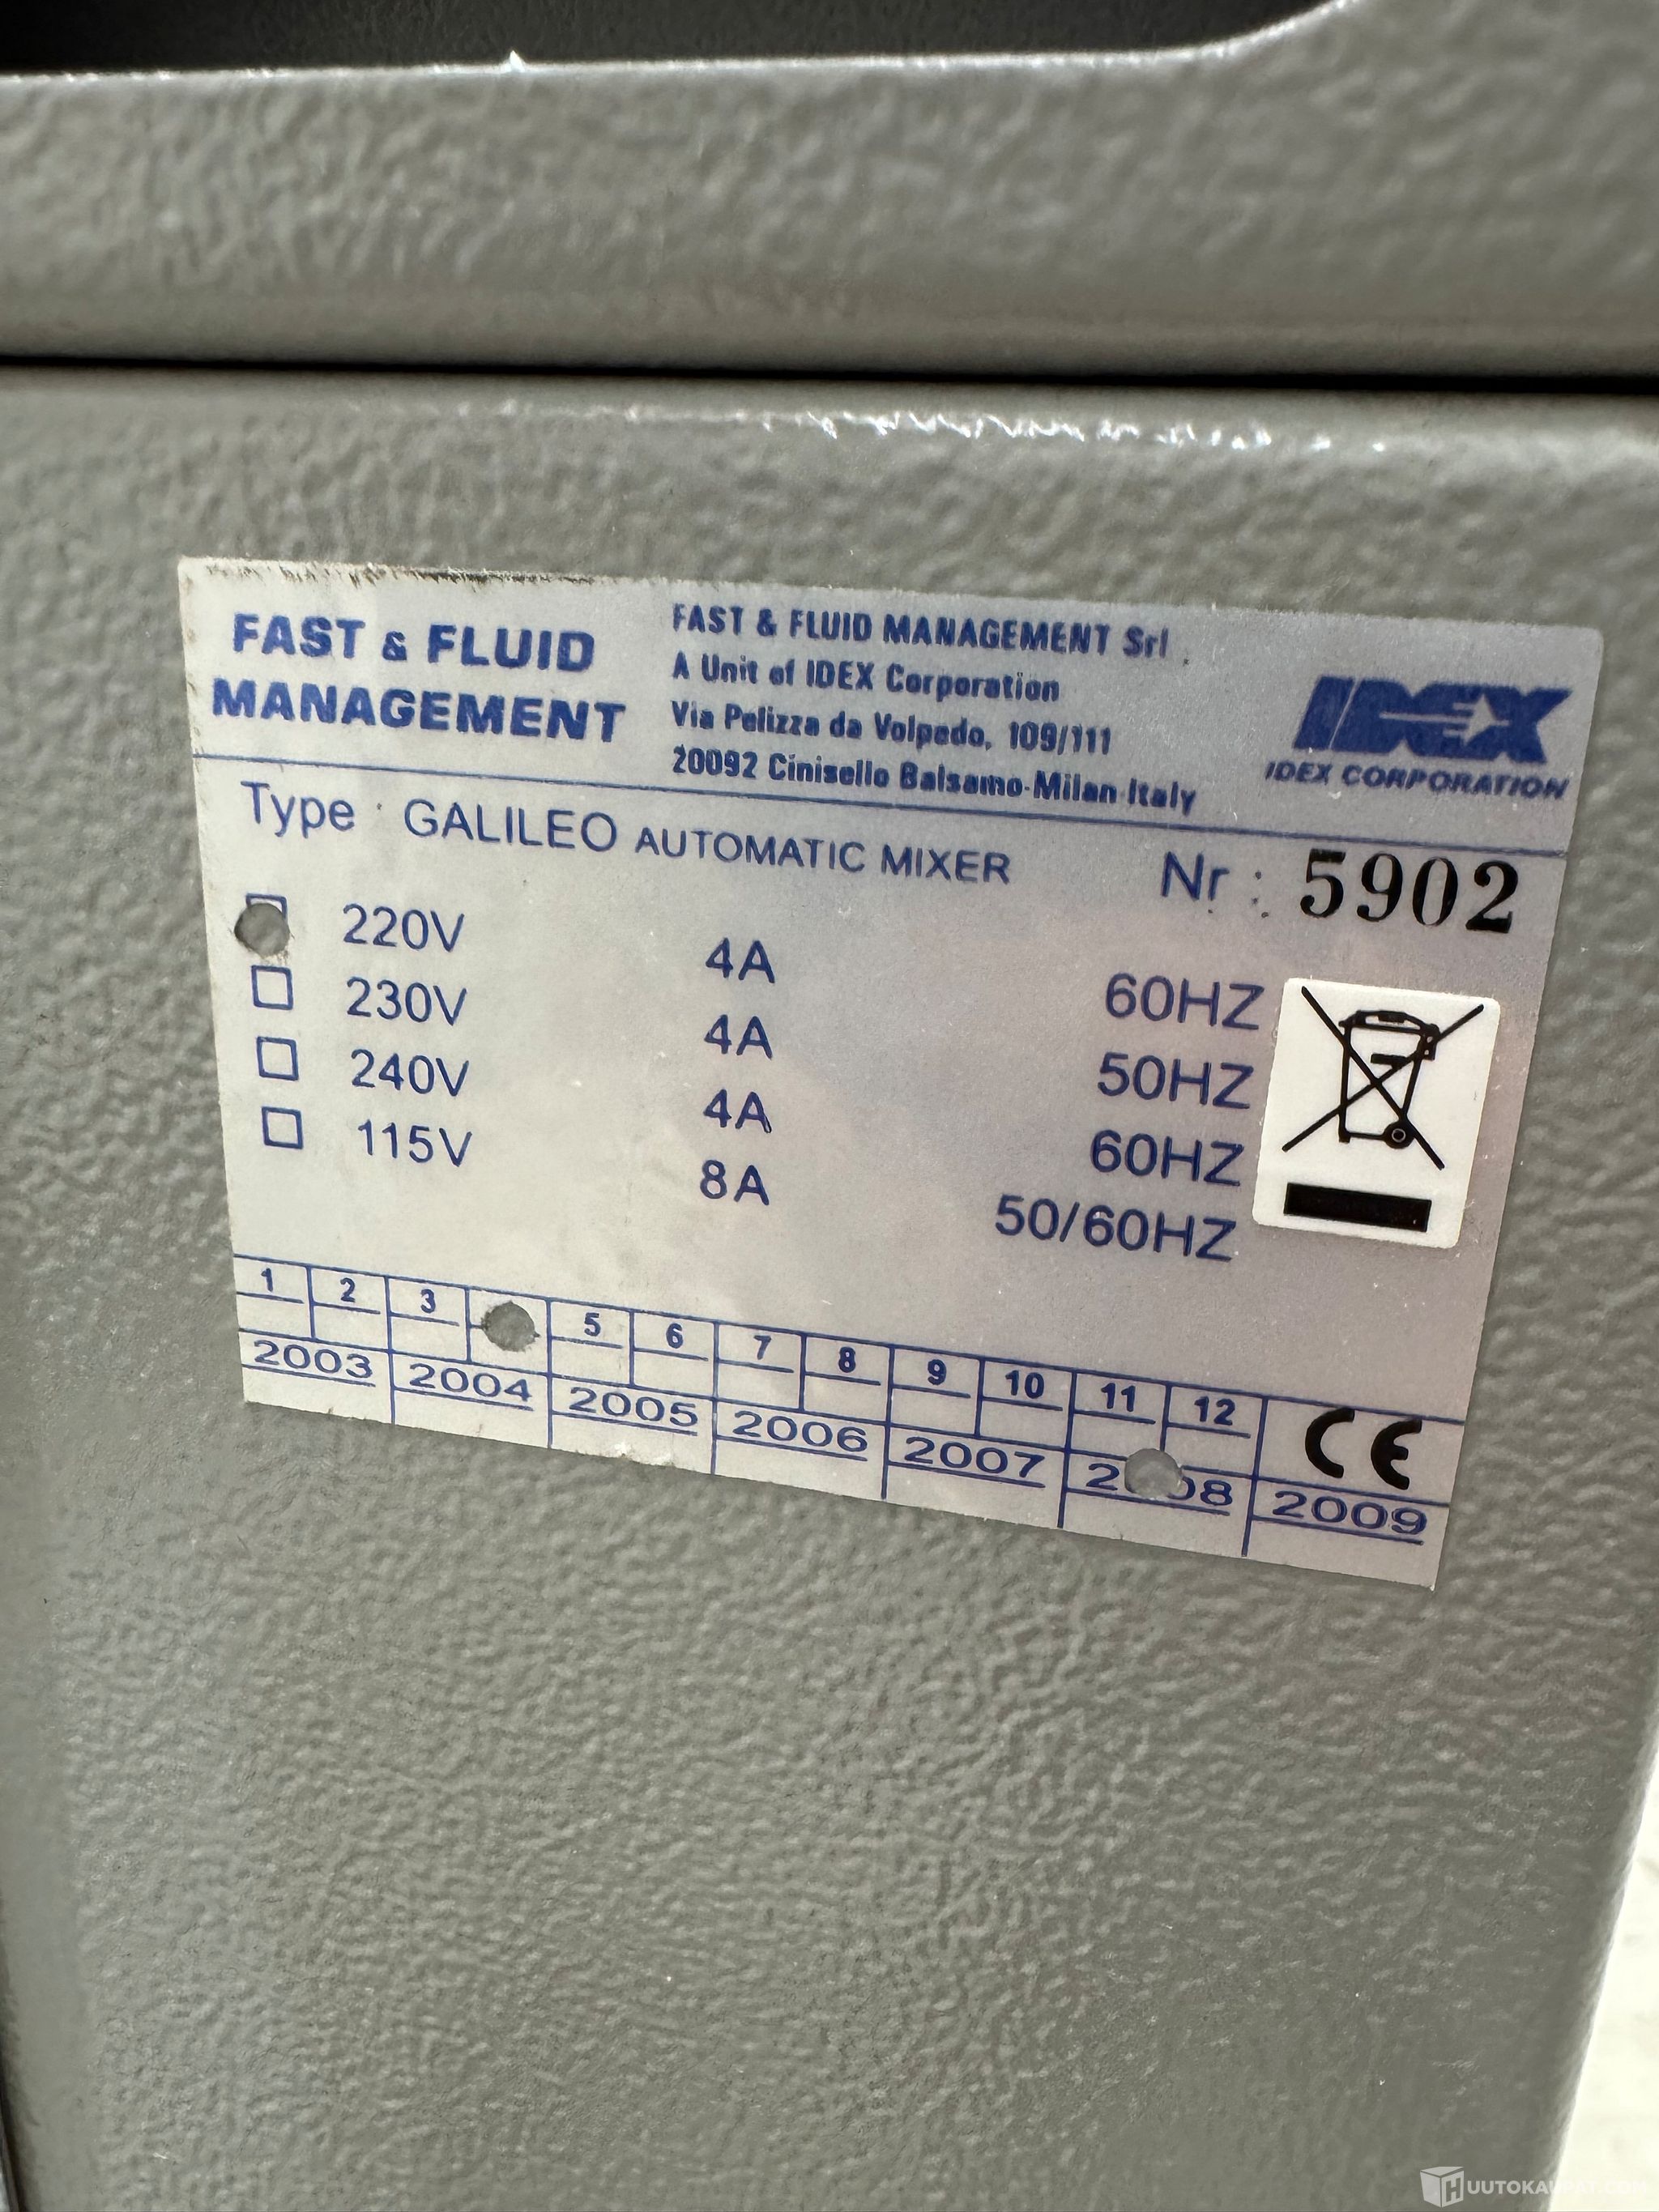 FAST & FLUID
MANAGEMENT
FAST & FLUID MANAGEMENT Srl
A Unit of IDEX Corporation
Via Pelizza da Volpedo, 109/111
20092 Cinisello Balsamo-Milan-Italy
IDEX
IDEX CORPORATION
Type : GALILEO AUTOMATIC MIXER Nr : 5902
220V 4A 60HZ
230V 4A 50HZ
240V 4A 60HZ
115V 8A 50/60HZ
1 2 3 5 6 7 8 9 10 11 12 CE
2003 2004 2005 2006 2007 2008 2009
HUUTOKAUPAT.COM